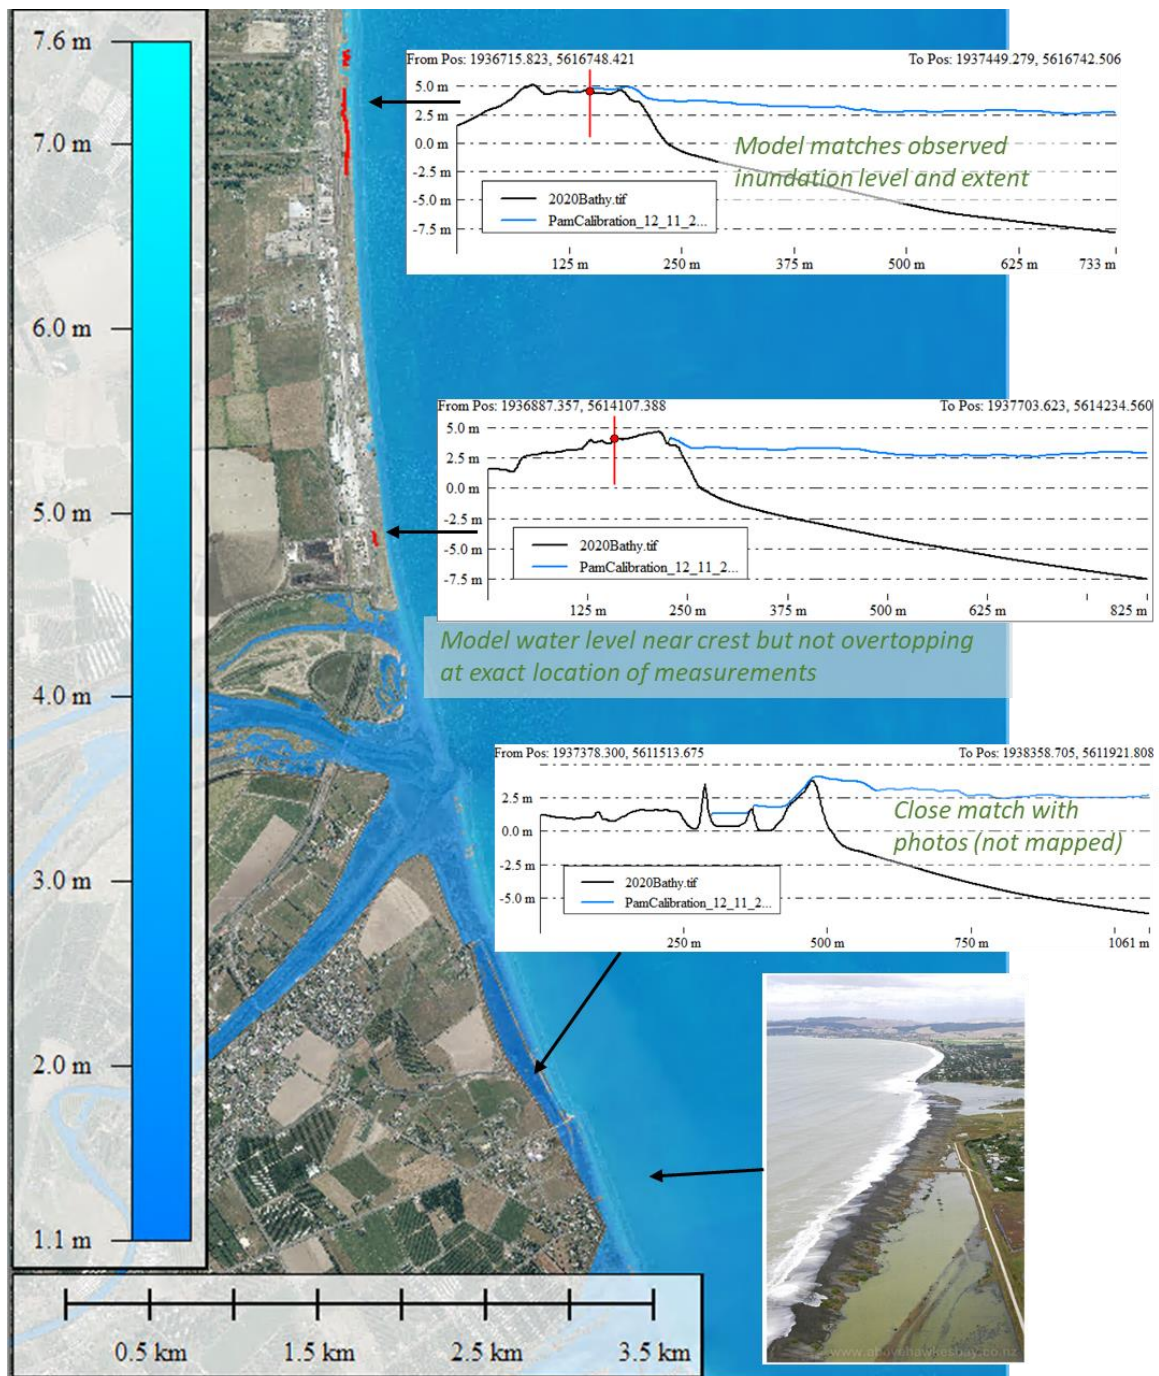 7.6 m
7.0 m
6.0 m
5.0 m
4.0 m
3.0 m
2.0 m
1.1 m
0.5 km
1.5 km
2.5 km
3.5 km
From Pos: 1936715.823, 5616748.421
To Pos: 1937449.279, 5616742.506
5.0 m
2.5 m
0.0 m
-2.5 m
-5.0 m
-7.5 m
Model matches observed
inundation level and extent
2020Bathy.tif
PamCalibration_12_11_2...
125 m
250 m
375 m
500 m
625 m
733 m
From Pos: 1936887.357, 5614107.388
To Pos: 1937703.623, 5614234.560
5.0 m
2.5 m
0.0 m
-2.5 m
-5.0 m
-7.5 m
2020Bathy.tif
PamCalibration_12_11_2...
125 m
250 m
375 m
500 m
625 m
825 m
Model water level near crest but not overtopping
at exact location of measurements
From Pos: 1937378.300, 5611513.675
To Pos: 1938358.705, 5611921.808
2.5 m
0.0 m
-2.5 m
-5.0 m
Close match with
photos (not mapped)
2020Bathy.tif
PamCalibration_12_11_2...
250 m
500 m
750 m
1061 m
www.abovehawkesbay.co.nz